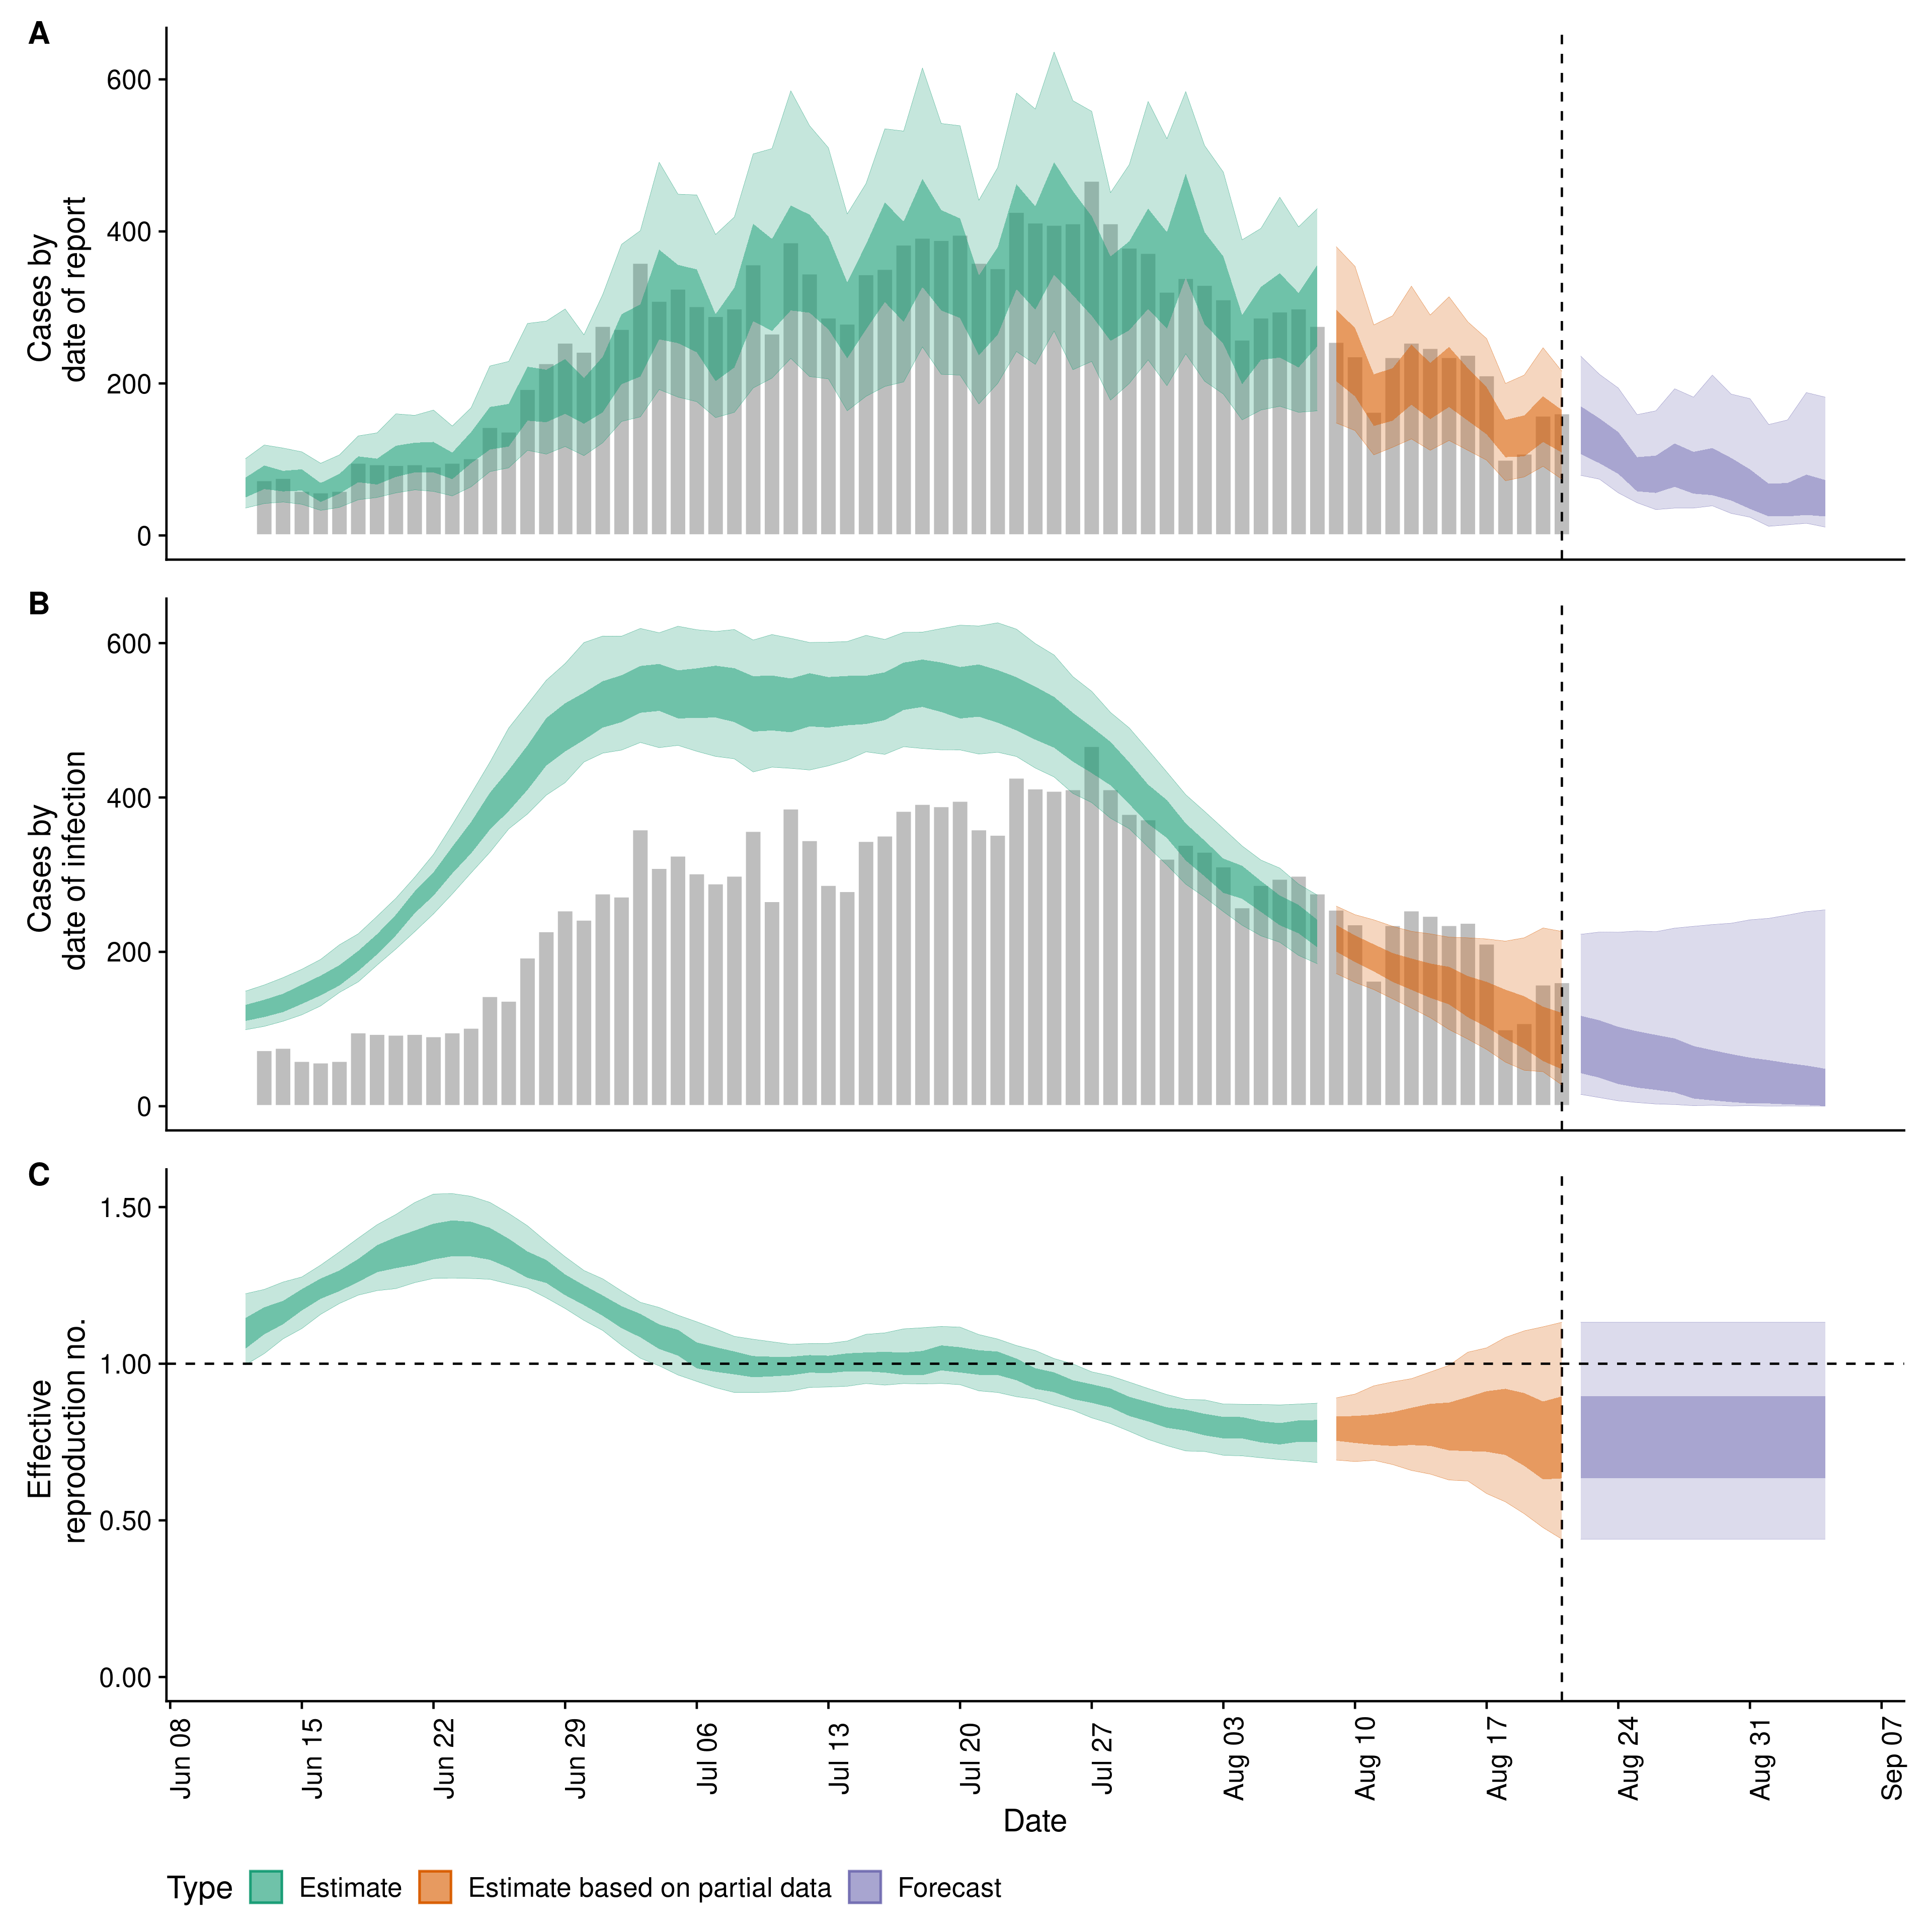 A
Cases by
date of report
600
400
200
0
B
Cases by
date of infection
600
400
200
0
C
Effective
reproduction no.
1.50
1.00
0.50
0.00
Jun 08
Jun 15
Jun 22
Jun 29
Jul 06
Jul 13
Jul 20
Jul 27
Aug 03
Aug 10
Aug 17
Aug 24
Aug 31
Sep 07
Date
Type Estimate Estimate based on partial data Forecast